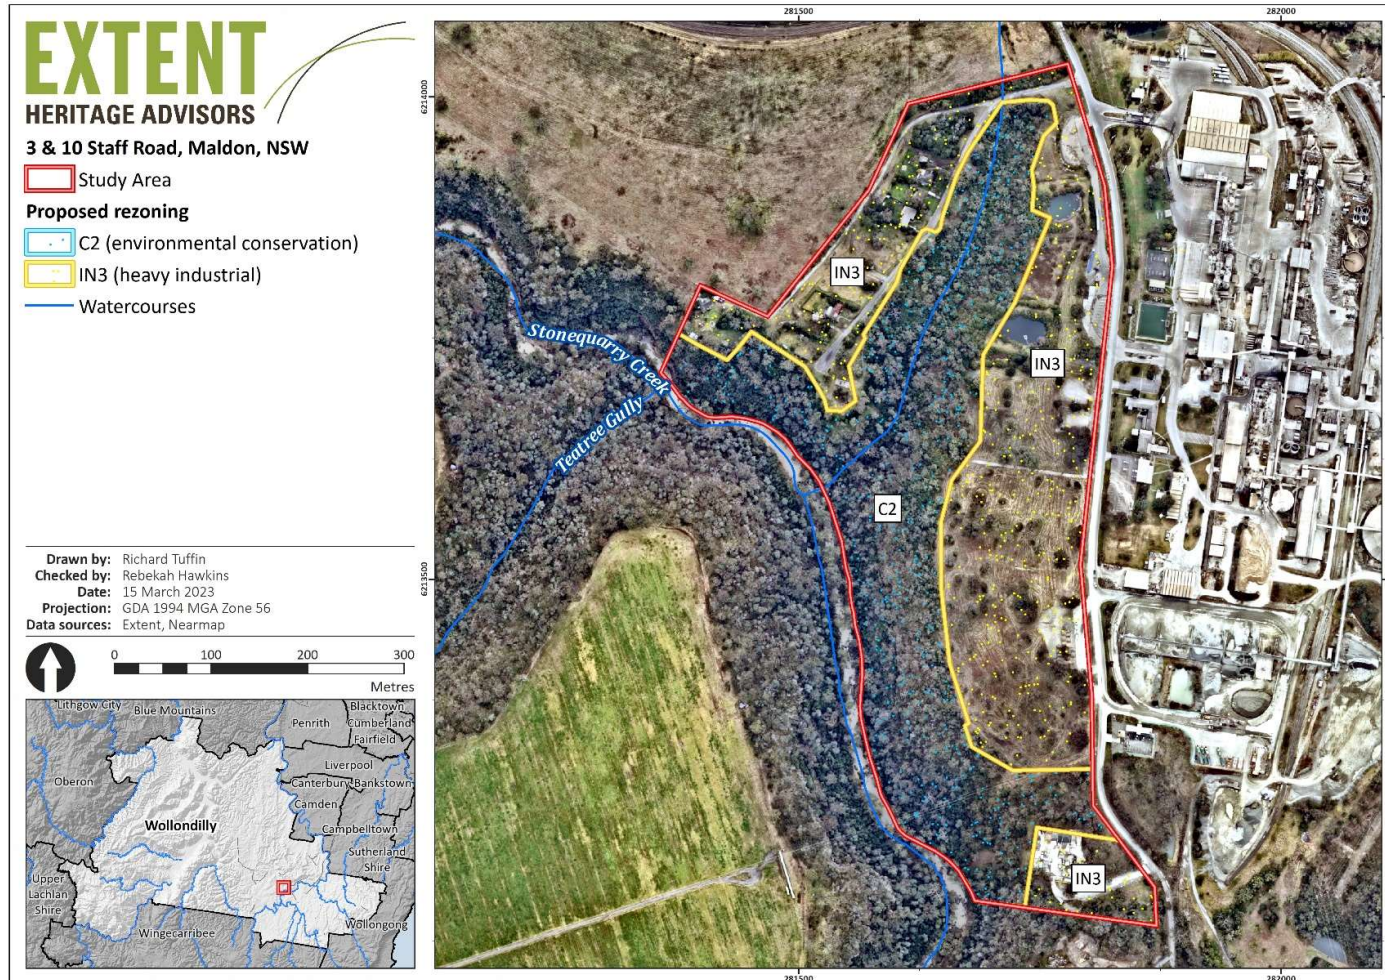 EXTENT
HERITAGE ADVISORS
3 & 10 Staff Road, Maldon, NSW
Study Area
Proposed rezoning
C2 (environmental conservation)
IN3 (heavy industrial)
Watercourses
Drawn by: Richard Tuffin
Checked by: Rebekah Hawkins
Date: 15 March 2023
Projection: GDA 1994 MGA Zone 56
Data sources: Extent, Nearmap
0 100 200 300
Metres
Lithgow City
Blue Mountains
Penrith
Blacktown
Cumberland
Fairfield
Liverpool
Oberon
Canterbury-Bankstown
Camden
Wollondilly
Campbelltown
Sutherland
Shire
Upper
Lachlan
Shire
Wollongong
Wingecarribee
281500
282000
6214000
IN3
Stonequarry Creek
IN3
Teatree Gully
C2
6213500
IN3
281500
282000